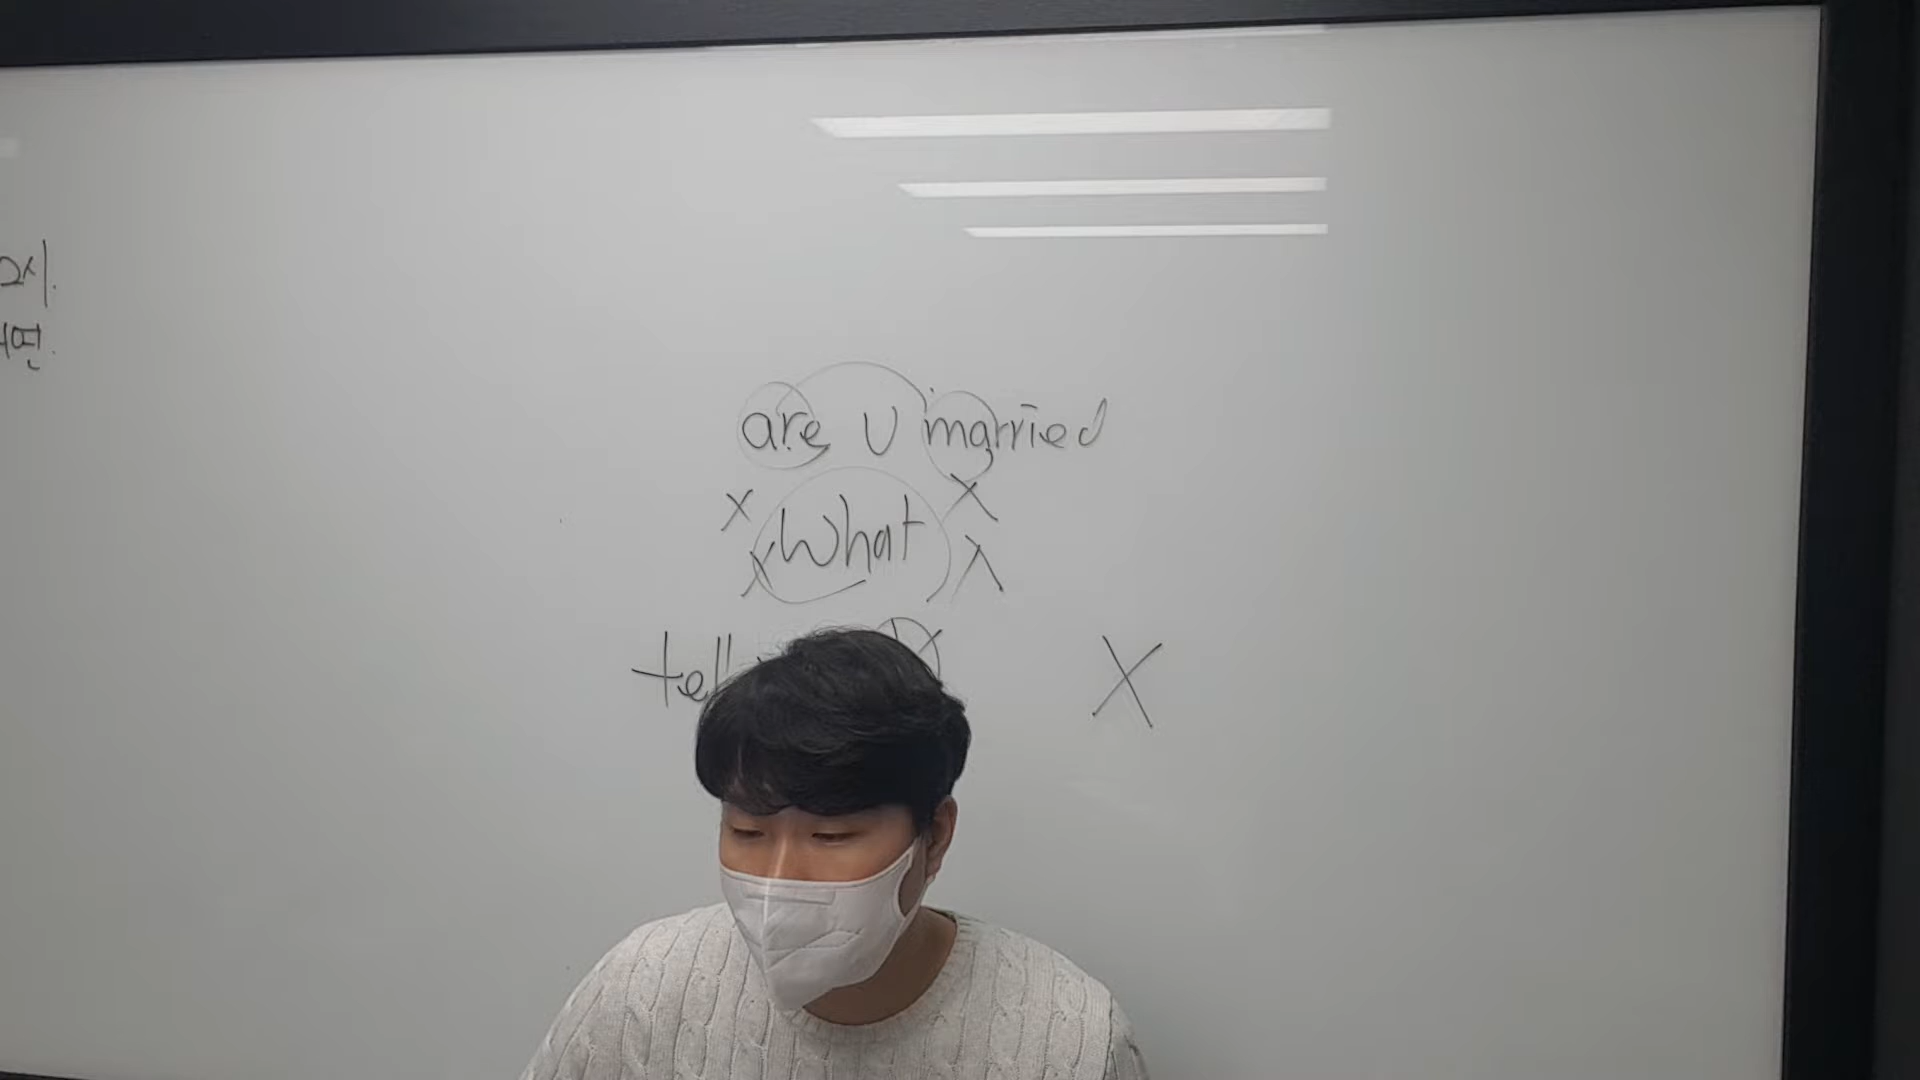 are U married
X X
What
X X
tell
X